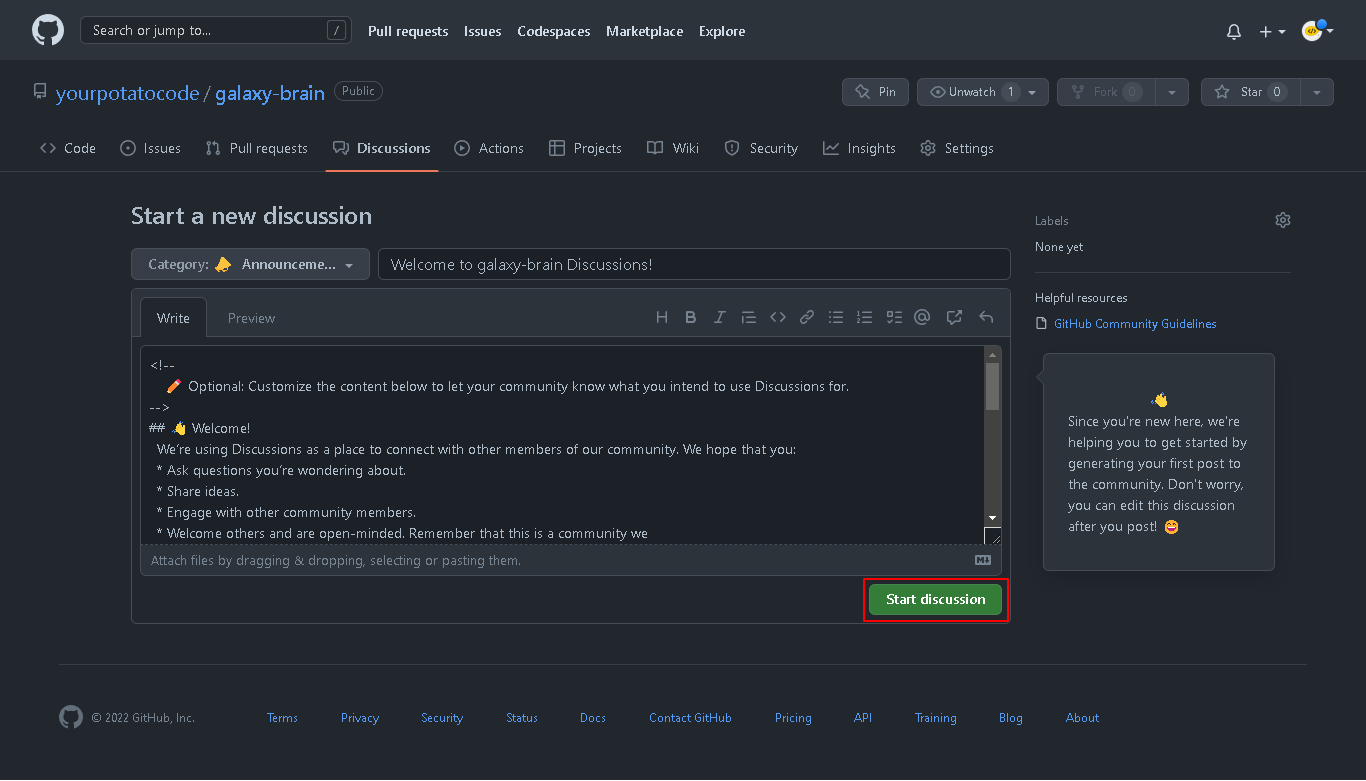 Search or jump to... /
Pull requests Issues Codespaces Marketplace Explore
yourpotatocode / galaxy-brain Public
Pin Unwatch 1 Fork 0 Star 0
Code Issues Pull requests Discussions Actions Projects Wiki Security Insights Settings
Start a new discussion
Category: Announceme... Welcome to galaxy-brain Discussions!
Write Preview
<!--
Optional: Customize the content below to let your community know what you intend to use Discussions for.
-->
## 👋 Welcome!
We're using Discussions as a place to connect with other members of our community. We hope that you:
* Ask questions you're wondering about.
* Share ideas.
* Engage with other community members.
* Welcome others and are open-minded. Remember that this is a community we
Attach files by dragging & dropping, selecting or pasting them.
Start discussion
Labels
None yet
Helpful resources
GitHub Community Guidelines
Since you're new here, we're
helping you to get started by
generating your first post to
the community. Don't worry,
you can edit this discussion
after you post! 😄
© 2022 GitHub, Inc. Terms Privacy Security Status Docs Contact GitHub Pricing API Training Blog About